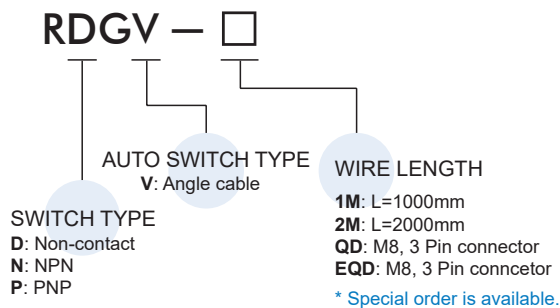 RDGV – □
AUTO SWITCH TYPE
V: Angle cable
WIRE LENGTH
1M: L=1000mm
2M: L=2000mm
QD: M8, 3 Pin connector
EQD: M8, 3 Pin conncetor
* Special order is available.
SWITCH TYPE
D: Non-contact
N: NPN
P: PNP